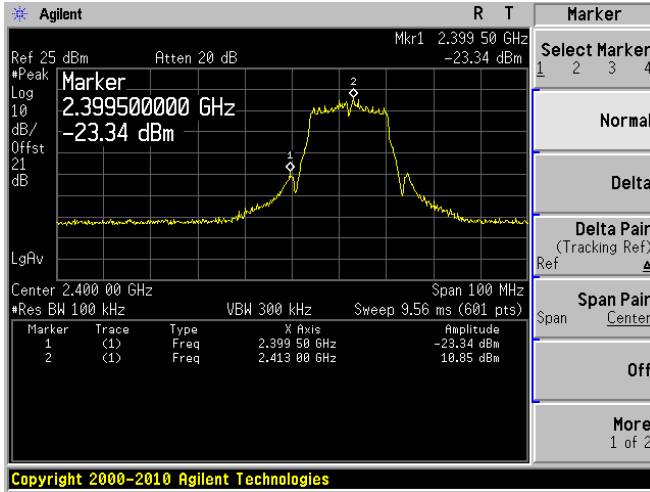 Agilent R T
Mkr1 2.399 50 GHz
Ref 25 dBm Atten 20 dB -23.34 dBm
#Peak
Log
10
dB/
Offst
21
dB
LgAv
Marker
2.399500000 GHz
-23.34 dBm
2
1
Center 2.400 00 GHz Span 100 MHz
#Res BW 100 kHz VBW 300 kHz Sweep 9.56 ms (601 pts)
Marker Trace Type X Axis Amplitude
1 (1) Freq 2.399 50 GHz -23.34 dBm
2 (1) Freq 2.413 00 GHz 10.85 dBm
Copyright 2000-2010 Agilent Technologies
Marker
Select Marker
1 2 3 4
Normal
Delta
Delta Pair
(Tracking Ref)
Ref Δ
Span Pair
Span Center
Off
More
1 of 2